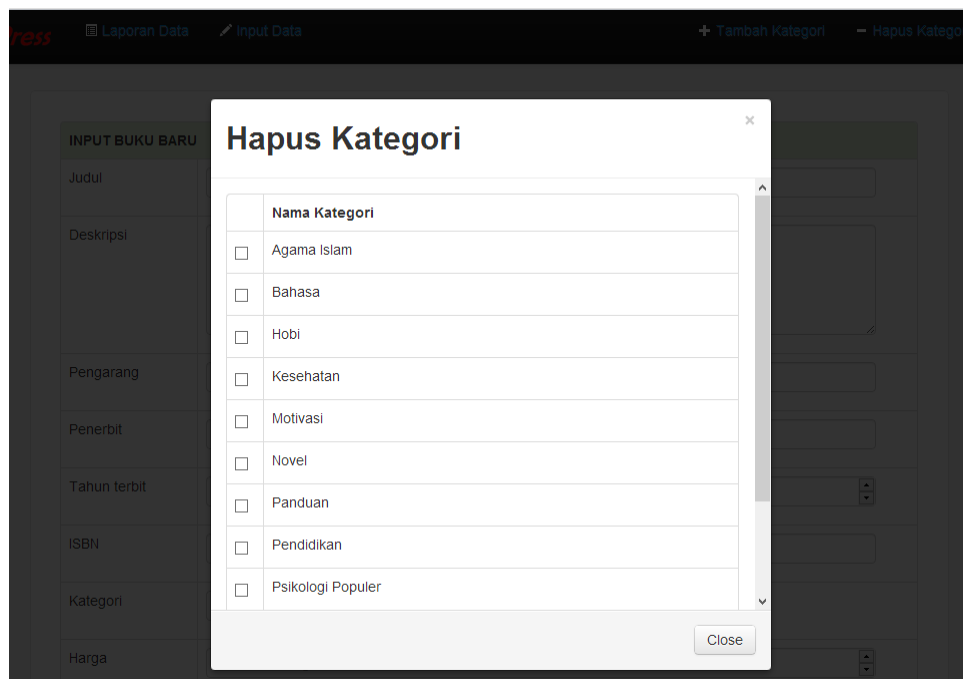 ress Laporan Data Input Data Tambah Kategori Hapus Katego
Hapus Kategori
×
INPUT BUKU BARU
Judul
Deskripsi
Pengarang
Penerbit
Tahun terbit
ISBN
Kategori
Harga
Nama Kategori
Agama Islam
Bahasa
Hobi
Kesehatan
Motivasi
Novel
Panduan
Pendidikan
Psikologi Populer
Close